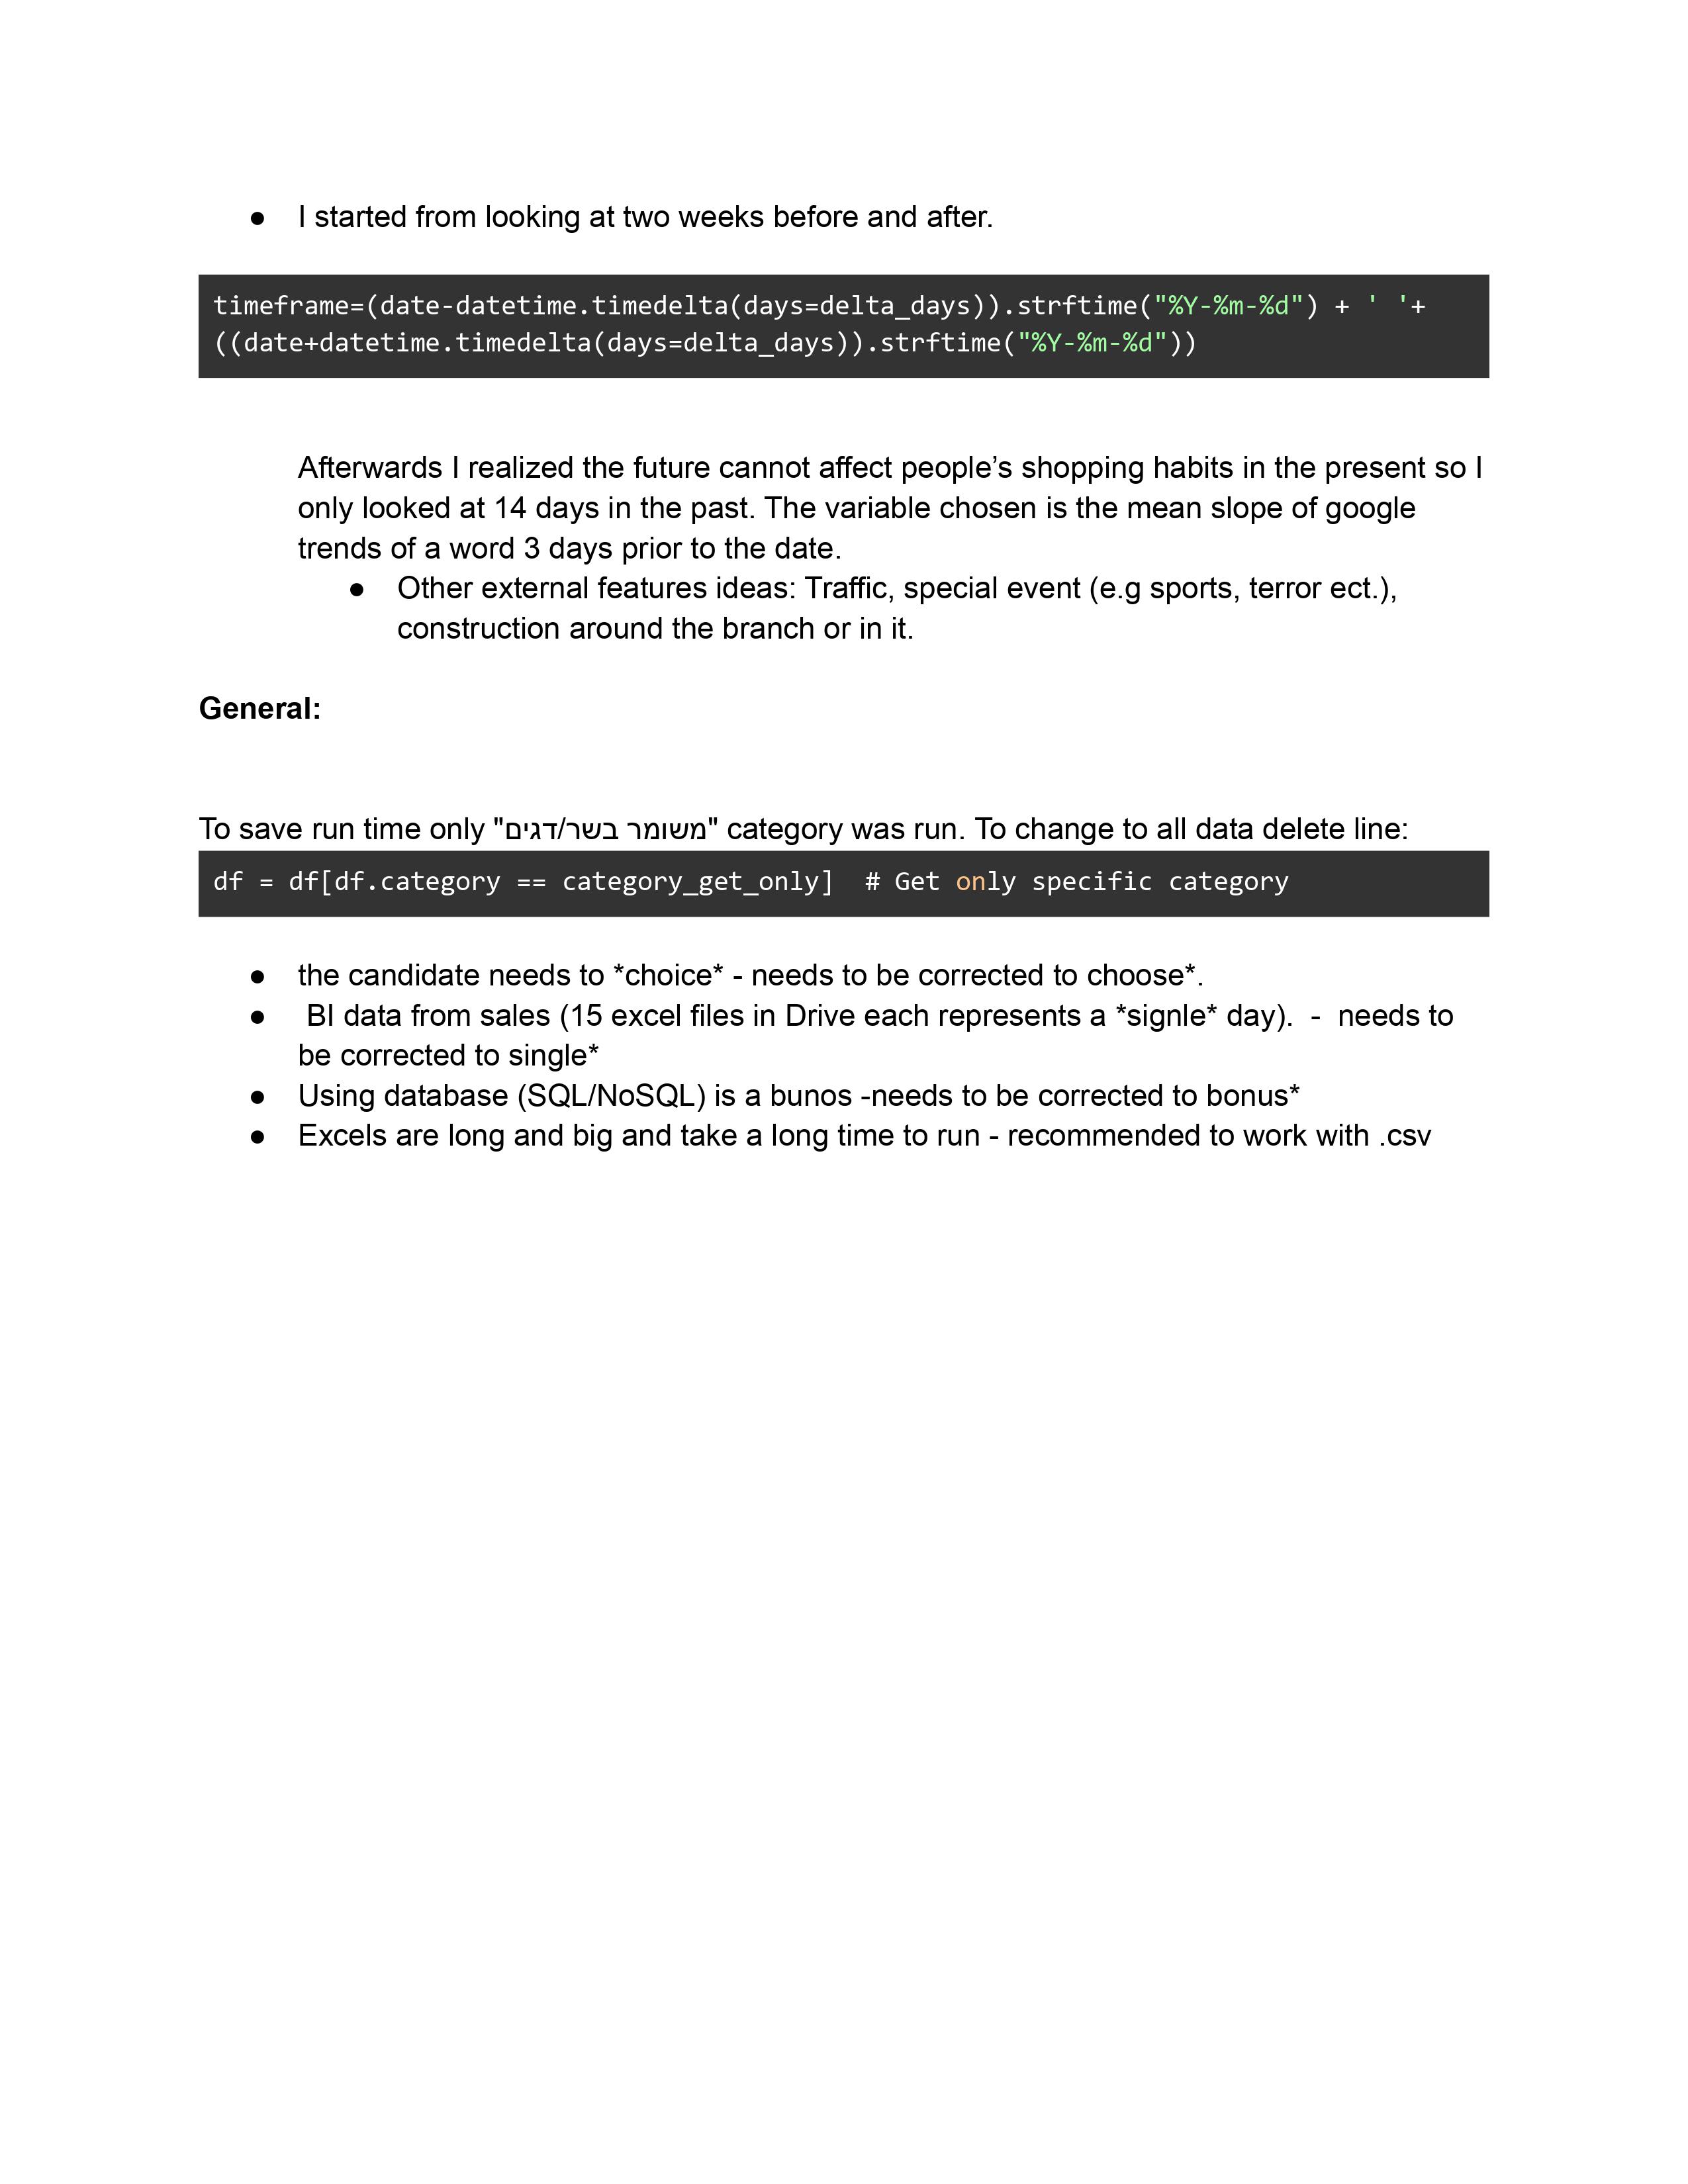 ● I started from looking at two weeks before and after.
timeframe=(date-datetime.timedelta(days=delta_days)).strftime("%Y-%m-%d") + ' '+
((date+datetime.timedelta(days=delta_days)).strftime("%Y-%m-%d"))
Afterwards I realized the future cannot affect people’s shopping habits in the present so I
only looked at 14 days in the past. The variable chosen is the mean slope of google
trends of a word 3 days prior to the date.
● Other external features ideas: Traffic, special event (e.g sports, terror ect.),
construction around the branch or in it.
General:
To save run time only "משומר בשר/דגים" category was run. To change to all data delete line:
df = df[df.category == category_get_only]  # Get only specific category
● the candidate needs to *choice* - needs to be corrected to choose*.
● BI data from sales (15 excel files in Drive each represents a *signle* day).  -  needs to
be corrected to single*
● Using database (SQL/NoSQL) is a bunos -needs to be corrected to bonus*
● Excels are long and big and take a long time to run - recommended to work with .csv